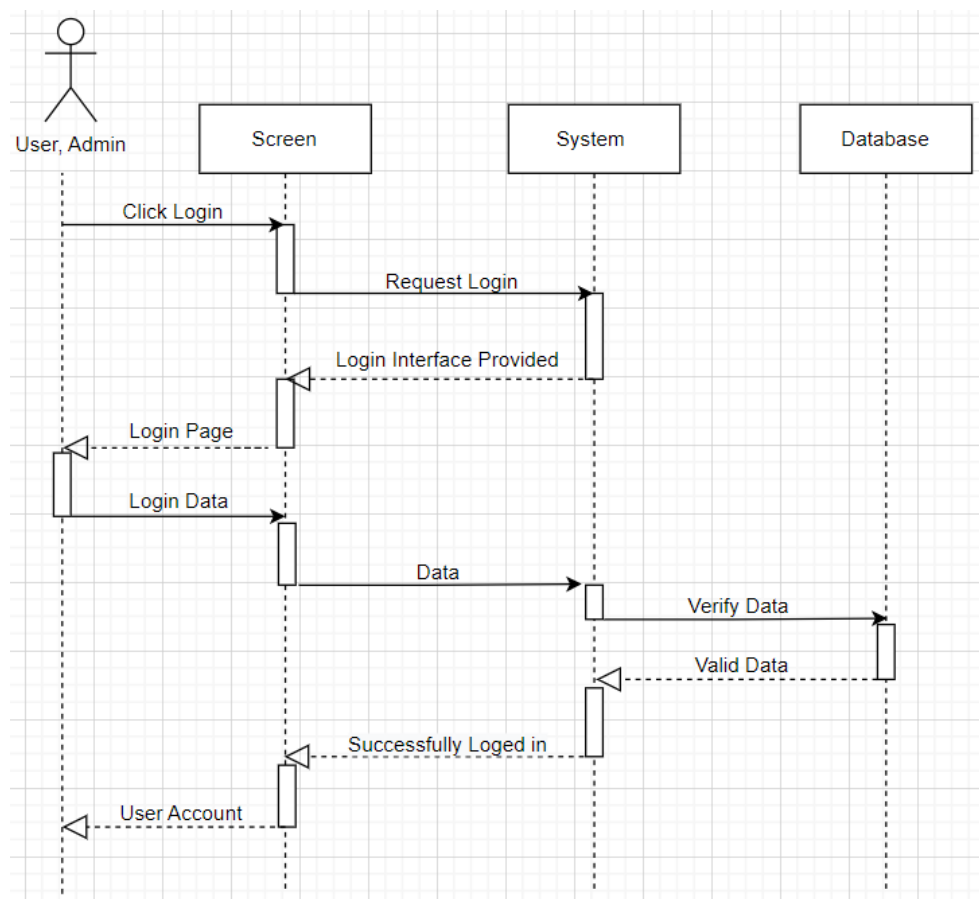 User, Admin
Screen
System
Database
Click Login
Request Login
Login Interface Provided
Login Page
Login Data
Data
Verify Data
Valid Data
Successfully Loged in
User Account